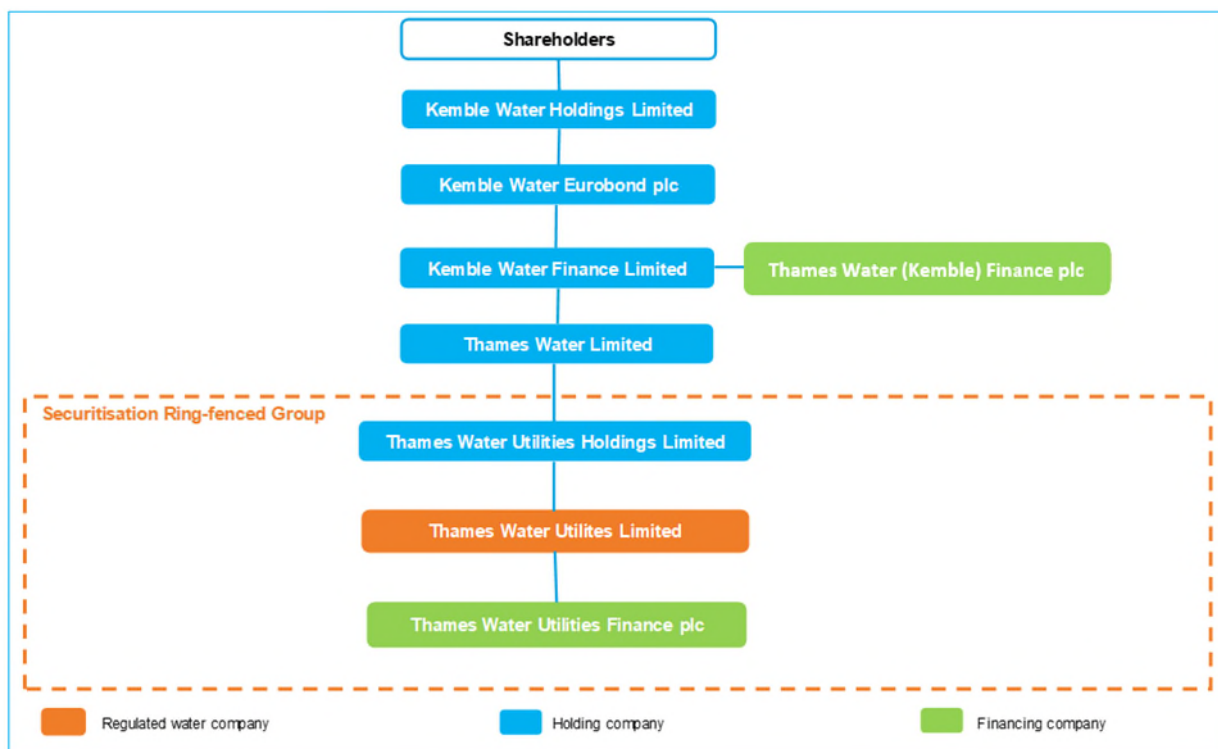 Shareholders
Kemble Water Holdings Limited
Kemble Water Eurobond plc
Kemble Water Finance Limited
Thames Water (Kemble) Finance plc
Thames Water Limited
Securitisation Ring-fenced Group
Thames Water Utilities Holdings Limited
Thames Water Utilites Limited
Thames Water Utilities Finance plc
Regulated water company
Holding company
Financing company